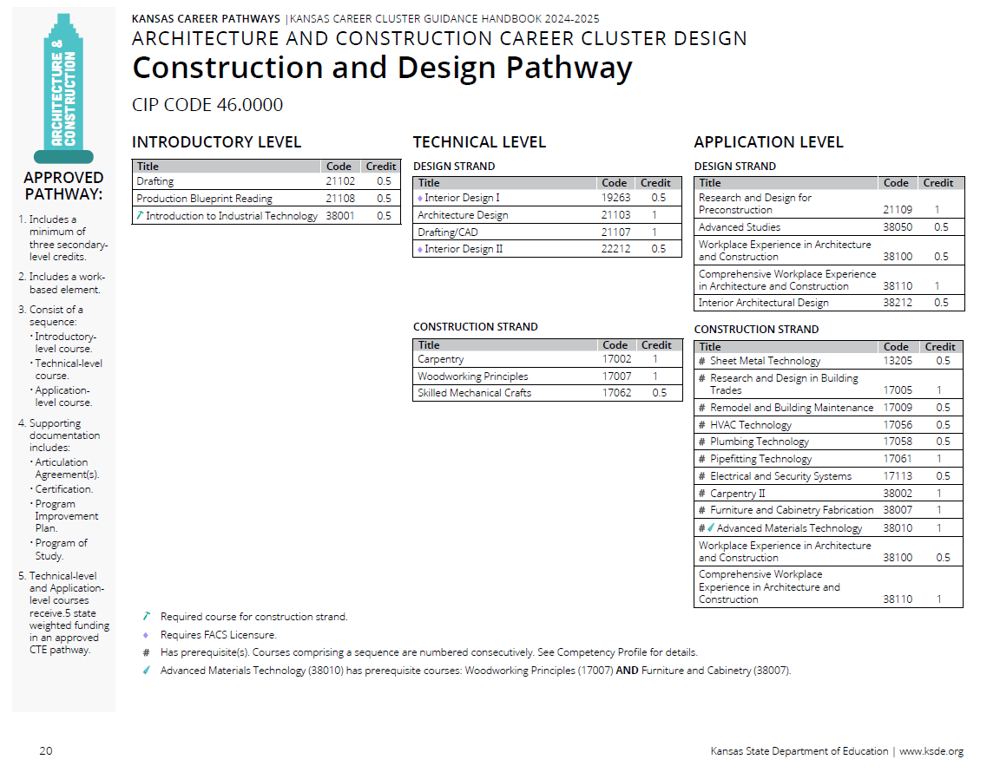 ARCHITECTURE &
CONSTRUCTION
APPROVED
PATHWAY:
1. Includes a
minimum of
three secondary-
level credits.
2. Includes a work-
based element.
3. Consist of a
sequence:
· Introductory-
level course.
· Technical-level
course.
· Application-
level course.
4. Supporting
documentation
includes:
· Articulation
Agreement(s).
· Certification.
· Program
Improvement
Plan.
· Program of
Study.
5. Technical-level
and Application-
level courses
receive.5 state
weighted funding
in an approved
CTE pathway.
KANSAS CAREER PATHWAYS |KANSAS CAREER CLUSTER GUIDANCE HANDBOOK 2024-2025
ARCHITECTURE AND CONSTRUCTION CAREER CLUSTER DESIGN
Construction and Design Pathway
CIP CODE 46.0000
INTRODUCTORY LEVEL
Title Code Credit
Drafting 21102 0.5
Production Blueprint Reading 21108 0.5
Introduction to Industrial Technology 38001 0.5
TECHNICAL LEVEL
DESIGN STRAND
Title Code Credit
♦ Interior Design I 19263 0.5
Architecture Design 21103 1
Drafting/CAD 21107 1
♦ Interior Design II 22212 0.5
CONSTRUCTION STRAND
Title Code Credit
Carpentry 17002 1
Woodworking Principles 17007 1
Skilled Mechanical Crafts 17062 0.5
APPLICATION LEVEL
DESIGN STRAND
Title Code Credit
Research and Design for
Preconstruction 21109 1
Advanced Studies 38050 0.5
Workplace Experience in Architecture
and Construction 38100 0.5
Comprehensive Workplace Experience
in Architecture and Construction 38110 1
Interior Architectural Design 38212 0.5
CONSTRUCTION STRAND
Title Code Credit
# Sheet Metal Technology 13205 0.5
# Research and Design in Building
Trades 17005 1
# Remodel and Building Maintenance 17009 0.5
# HVAC Technology 17056 0.5
# Plumbing Technology 17058 0.5
# Pipefitting Technology 17061 1
# Electrical and Security Systems 17113 0.5
# Carpentry II 38002 1
# Furniture and Cabinetry Fabrication 38007 1
# Advanced Materials Technology 38010 1
Workplace Experience in Architecture
and Construction 38100 0.5
Comprehensive Workplace
Experience in Architecture and
Construction 38110 1
Required course for construction strand.
♦ Requires FACS Licensure.
# Has prerequisite(s). Courses comprising a sequence are numbered consecutively. See Competency Profile for details.
Advanced Materials Technology (38010) has prerequisite courses: Woodworking Principles (17007) AND Furniture and Cabinetry (38007).
20
Kansas State Department of Education | www.ksde.org